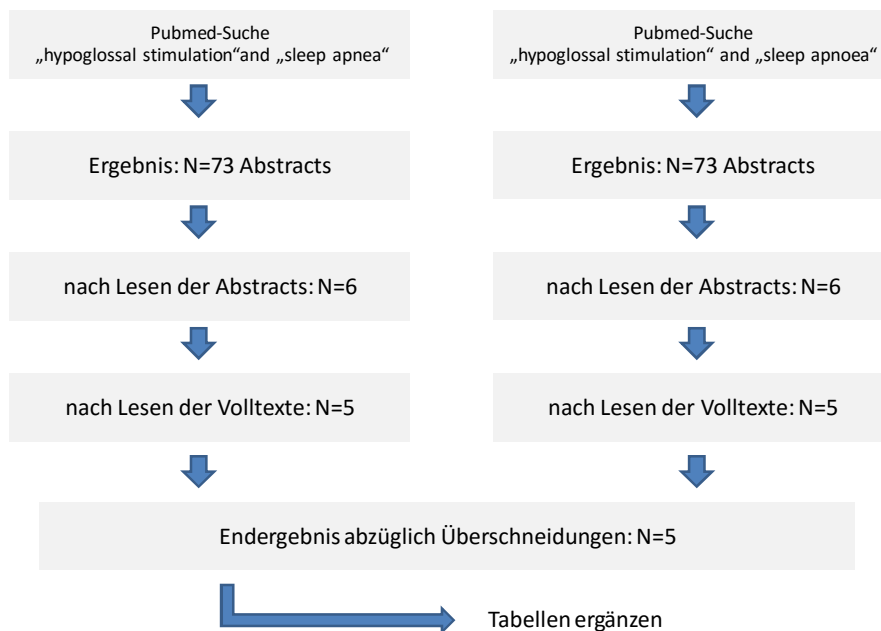 Pubmed-Suche
„hypoglossal stimulation“and „sleep apnea“
Ergebnis: N=73 Abstracts
nach Lesen der Abstracts: N=6
nach Lesen der Volltexte: N=5
Pubmed-Suche
„hypoglossal stimulation“ and „sleep apnoea“
Ergebnis: N=73 Abstracts
nach Lesen der Abstracts: N=6
nach Lesen der Volltexte: N=5
Endergebnis abzüglich Überschneidungen: N=5
Tabellen ergänzen